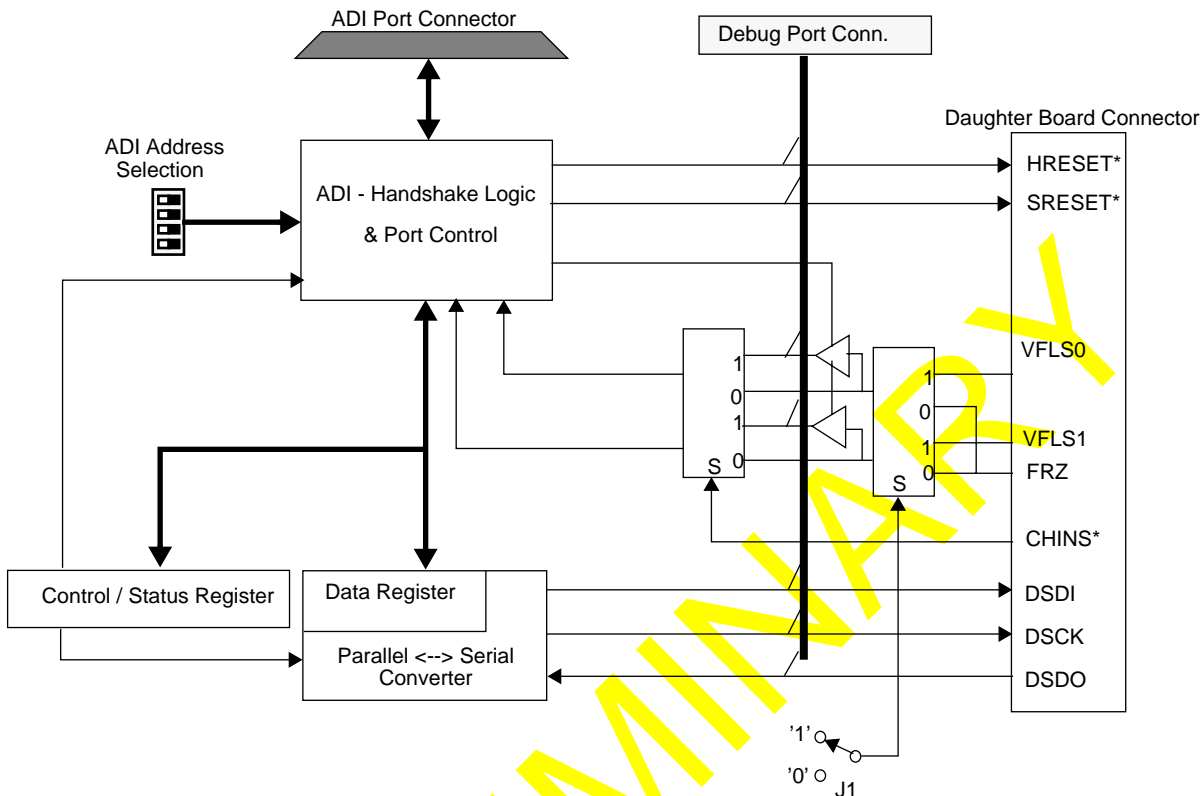 ADI Port Connector
Debug Port Conn.
Daughter Board Connector
ADI Address
Selection
ADI - Handshake Logic
& Port Control
HRESET*
SRESET*
VFLS0
VFLS1
FRZ
CHINS*
DSDI
DSCK
DSDO
1
0
1
0
S
1
0
1
0
S
Control / Status Register
Data Register
Parallel <--> Serial
Converter
'1'
'0'
J1
MINARY